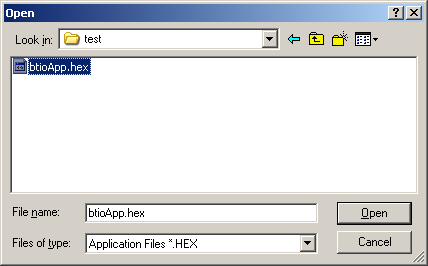 Open
Look in: test
btioApp.hex
File name: btioApp.hex Open
Files of type: Application Files *.HEX Cancel